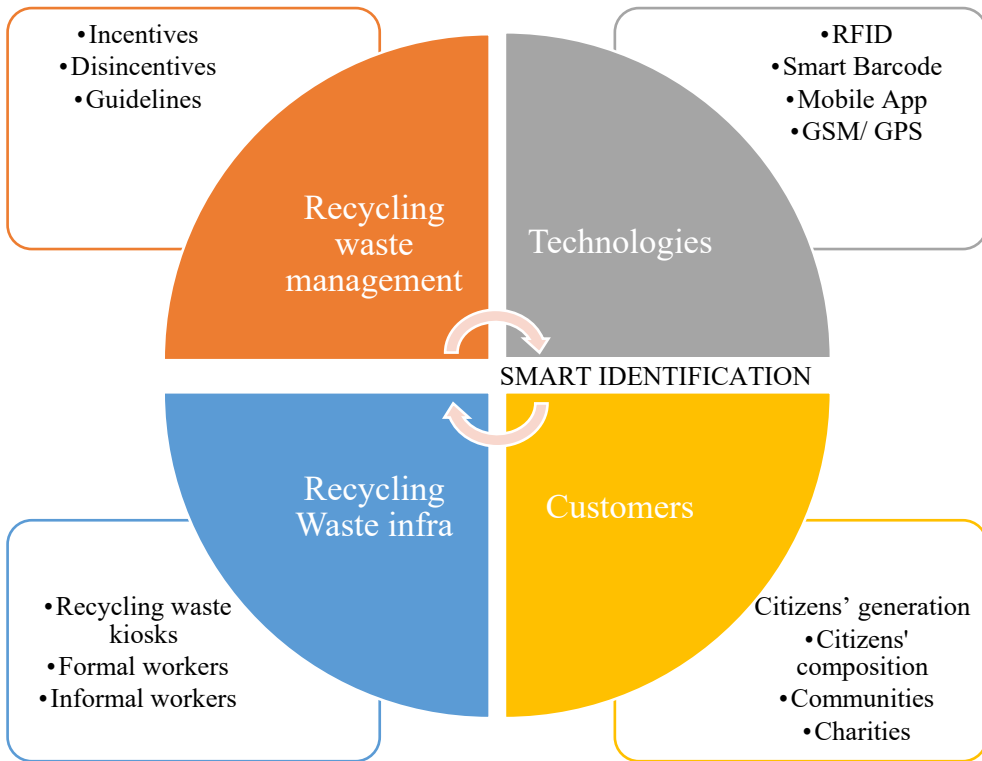 •Incentives
•Disincentives
•Guidelines
•RFID
•Smart Barcode
•Mobile App
•GSM/ GPS
Recycling
waste
management
Technologies
SMART IDENTIFICATION
Recycling
Waste infra
Customers
•Recycling waste
kiosks
•Formal workers
•Informal workers
Citizens’ generation
•Citizens'
composition
•Communities
•Charities